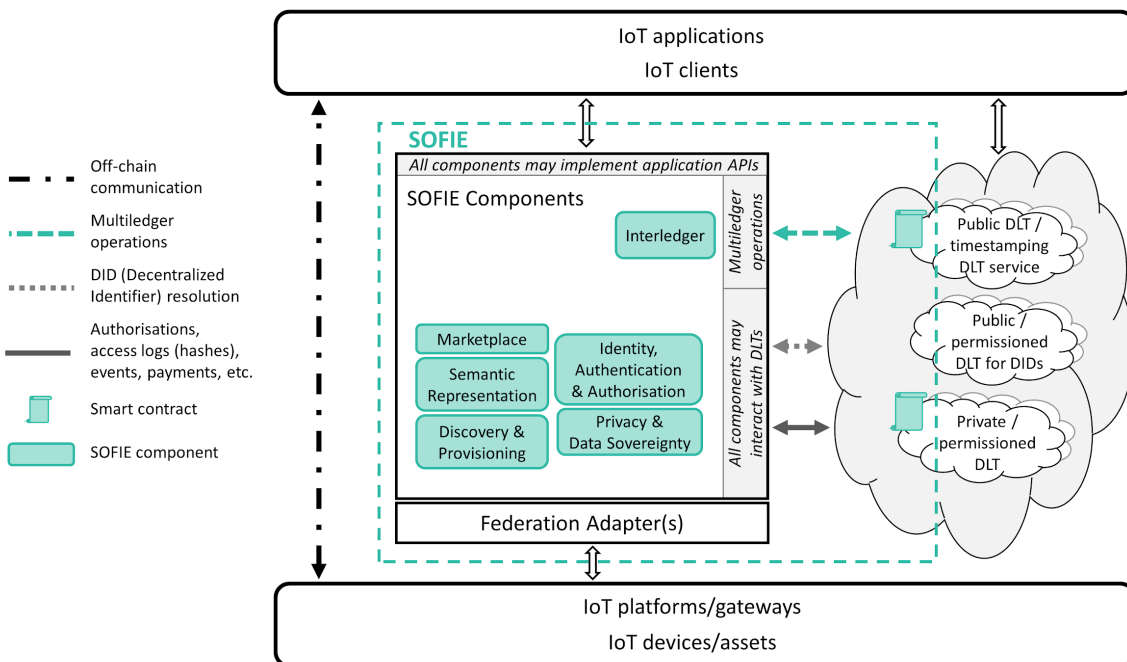 IoT applications
IoT clients
SOFIE
All components may implement application APIs
SOFIE Components
Interledger
Multiledger
operations
Marketplace
Semantic
Representation
Discovery &
Provisioning
Identity,
Authentication
& Authorisation
Privacy &
Data Sovereignty
All components may
interact with DLTs
Federation Adapter(s)
Public DLT /
timestamping
DLT service
Public /
permissioned
DLT for DIDs
Private /
permissioned
DLT
IoT platforms/gateways
IoT devices/assets
Off-chain
communication
Multiledger
operations
DID (Decentralized
Identifier) resolution
Authorisations,
access logs (hashes),
events, payments, etc.
Smart contract
SOFIE component